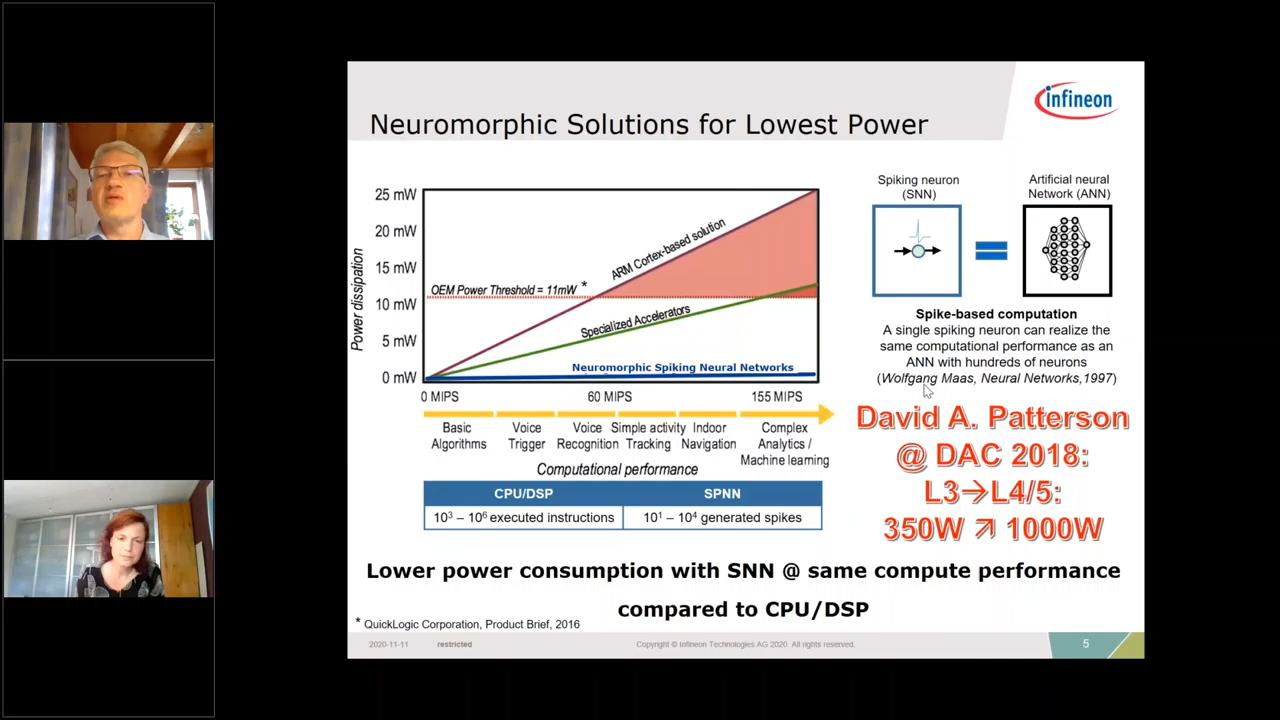 infineon
Neuromorphic Solutions for Lowest Power
25 mW
20 mW
15 mW
10 mW
5 mW
0 mW
Power dissipation
ARM Cortex-based solution
OEM Power Threshold = 11mW *
Specialized Accelerators
Neuromorphic Spiking Neural Networks
0 MIPS
60 MIPS
155 MIPS
Basic
Algorithms
Voice
Trigger
Voice
Recognition
Simple activity
Tracking
Indoor
Navigation
Complex
Analytics /
Machine learning
Computational performance
CPU/DSP
SPNN
10³ – 10⁶ executed instructions
10¹ – 10⁴ generated spikes
Spiking neuron
(SNN)
Artificial neural
Network (ANN)
Spike-based computation
A single spiking neuron can realize the
same computational performance as an
ANN with hundreds of neurons
(Wolfgang Maas, Neural Networks,1997)
David A. Patterson
@ DAC 2018:
L3→L4/5:
350W ↗ 1000W
Lower power consumption with SNN @ same compute performance
compared to CPU/DSP
* QuickLogic Corporation, Product Brief, 2016
2020-11-11
restricted
Copyright © Infineon Technologies AG 2020. All rights reserved.
5